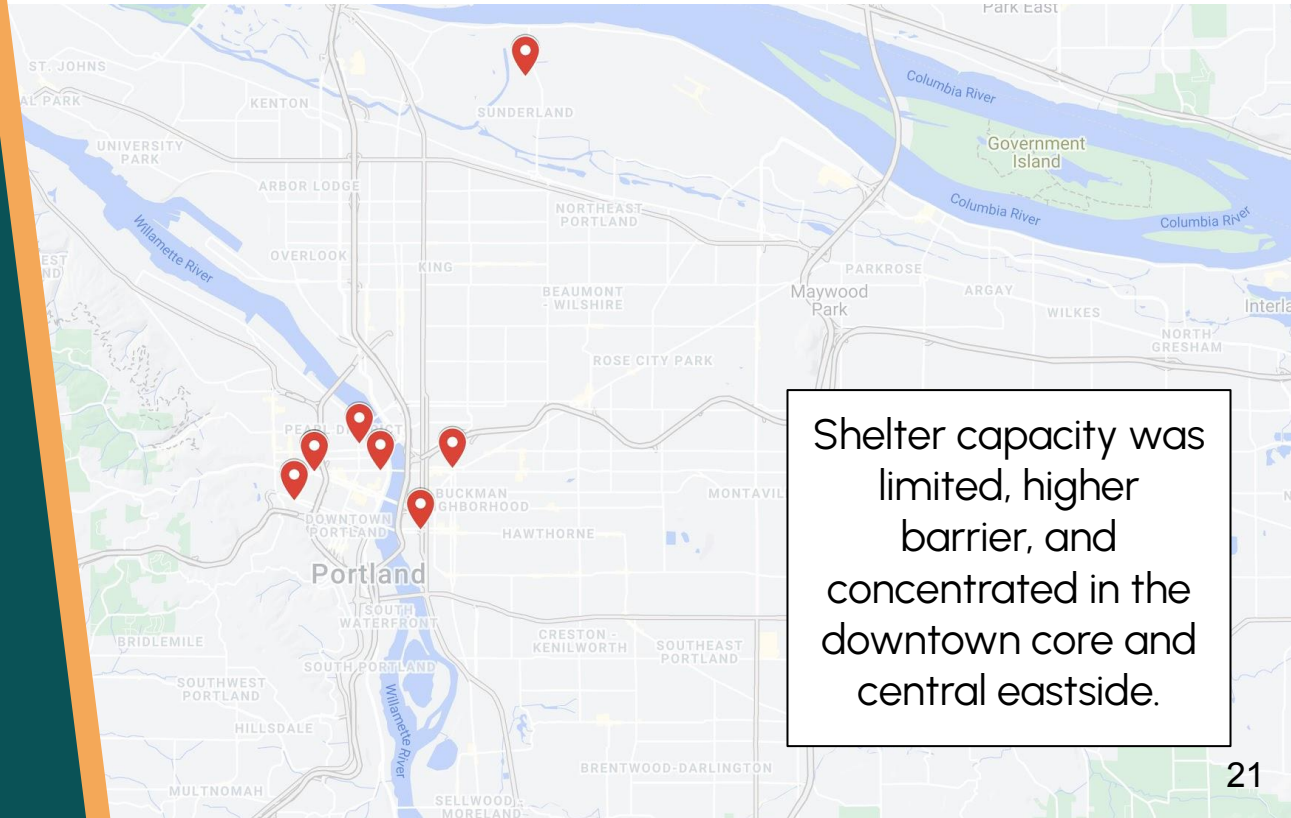 Park East
ST. JOHNS
Columbia River
AL PARK
KENTON
SUNDERLAND
UNIVERSITY
PARK
Government
Island
ARBOR LODGE
Columbia River
NORTHEAST
PORTLAND
Columbia River
Willamette River
OVERLOOK
KING
PARKROSE
BEAUMONT
- WILSHIRE
Maywood
Park
ARGAY
WILKES
NORTH
GRESHAM
ROSE CITY PARK
BUCKMAN
MONTAVIL
DOWNTOWN
PORTLAND
HAWTHORNE
Portland
SOUTH
WATERFRONT
BRIDLEMILE
CRESTON -
KENILWORTH
SOUTHEAST
PORTLAND
SOUTH PORTLAND
SOUTHWEST
PORTLAND
Willamette River
HILLSDALE
BRENTWOOD-DARLINGTON
MULTNOMAH
SELLWOOD -
MORELAND-
Shelter capacity was
limited, higher
barrier, and
concentrated in the
downtown core and
central eastside.
21